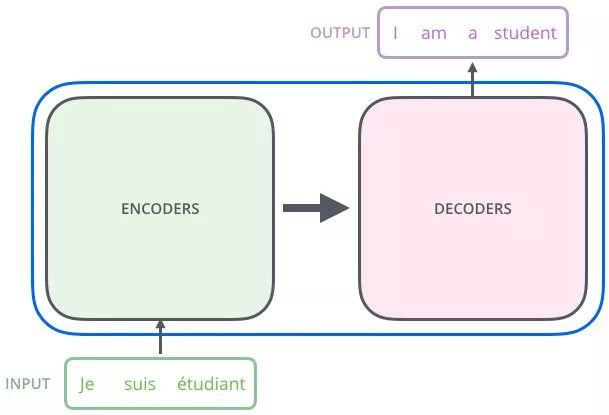 OUTPUT
I am a student
ENCODERS
DECODERS
INPUT
Je suis étudiant